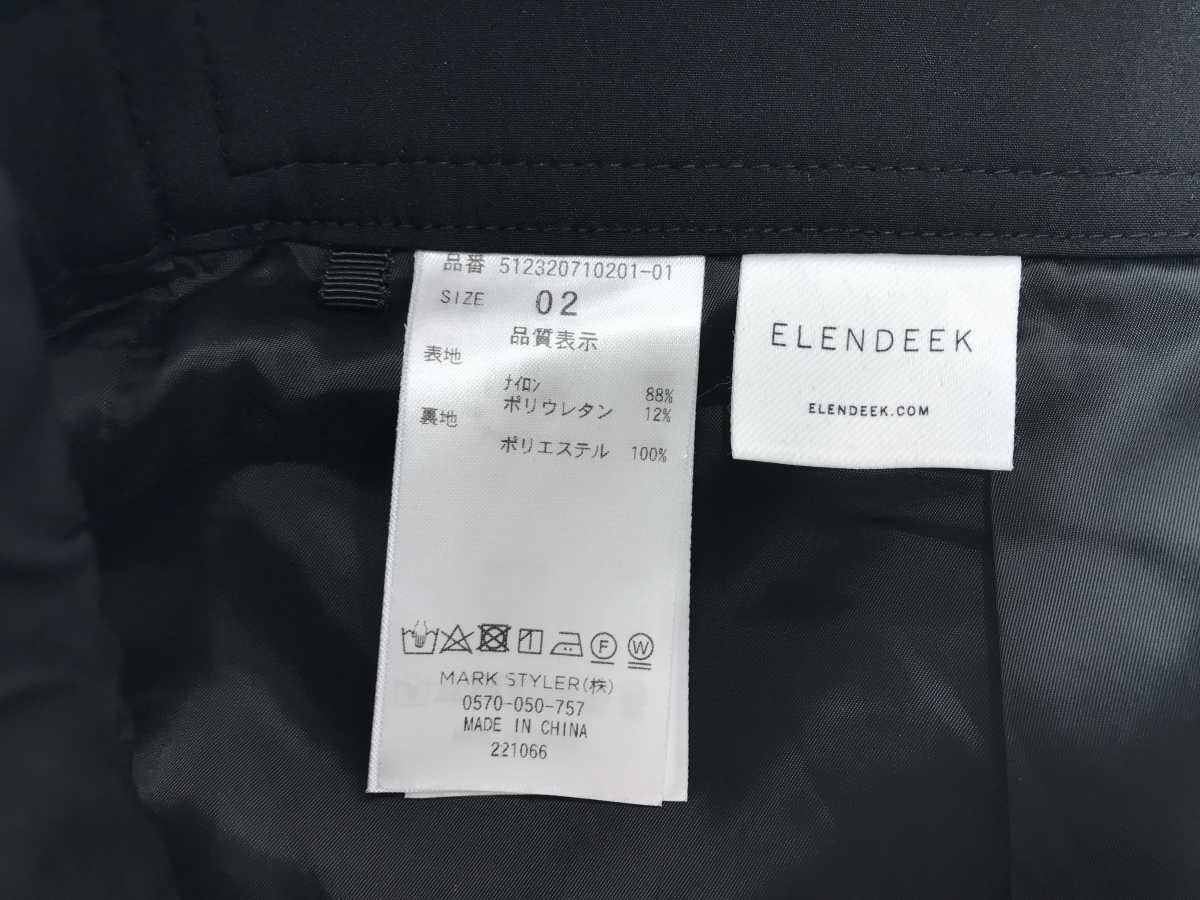 品番 512320710201-01
SIZE 02
品質表示
表地
ﾅｲﾛﾝ 88%
ポリウレタン 12%
裏地
ポリエステル 100%
F W
MARK STYLER(株)
0570-050-757
MADE IN CHINA
221066
ELENDEEK
ELENDEEK.COM